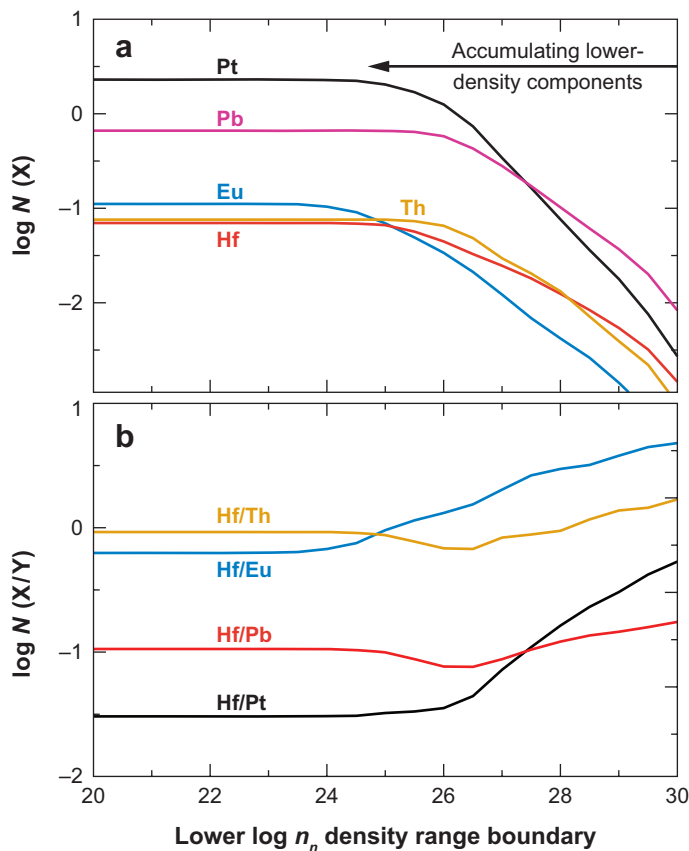 a
Accumulating lower-
density components
Pt
Pb
Eu
Th
Hf
0
−1
−2
log N (X)
b
1
0
−1
−2
Hf/Th
Hf/Eu
Hf/Pb
Hf/Pt
log N (X/Y)
20 22 24 26 28 30
Lower log nₙ density range boundary